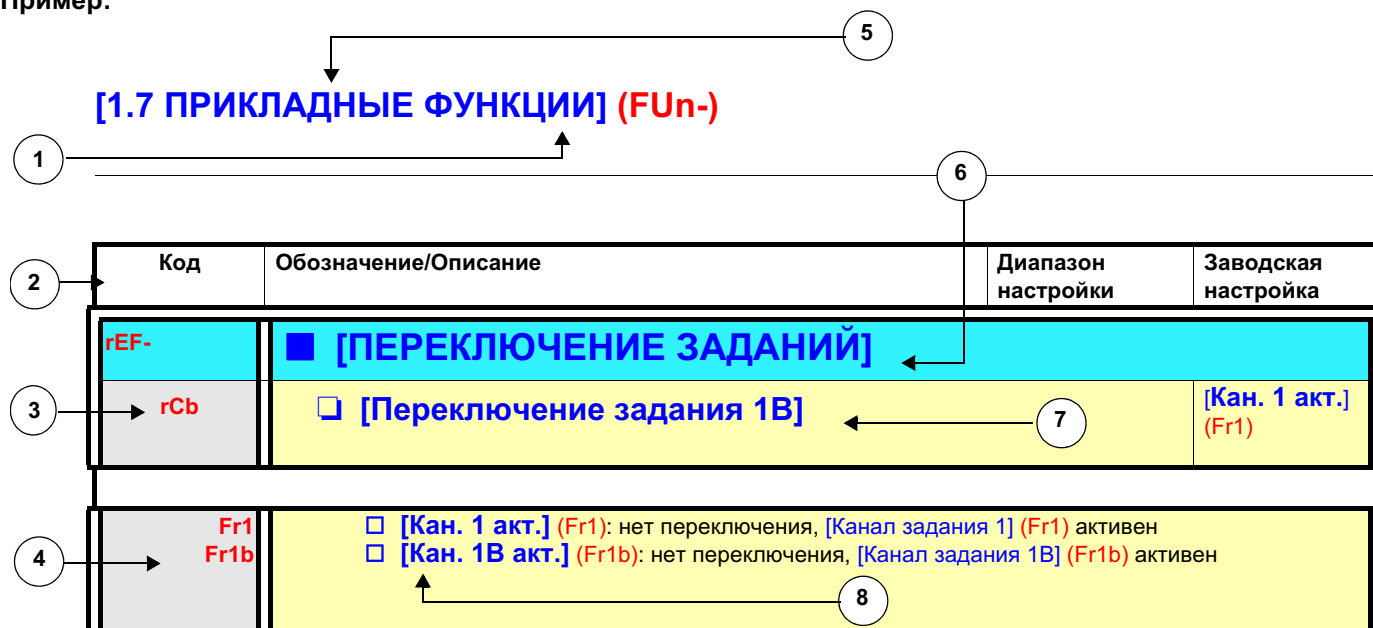 Пример:
5
[1.7 ПРИКЛАДНЫЕ ФУНКЦИИ] (FUn-)
1
6
2
Код Обозначение/Описание Диапазон настройки Заводская настройка
rEF- ■ [ПЕРЕКЛЮЧЕНИЕ ЗАДАНИЙ]
3
rCb ❏ [Переключение задания 1В] [Кан. 1 акт.] (Fr1)
7
4
Fr1 □ [Кан. 1 акт.] (Fr1): нет переключения, [Канал задания 1] (Fr1) активен
Fr1b □ [Кан. 1В акт.] (Fr1b): нет переключения, [Канал задания 1В] (Fr1b) активен
8